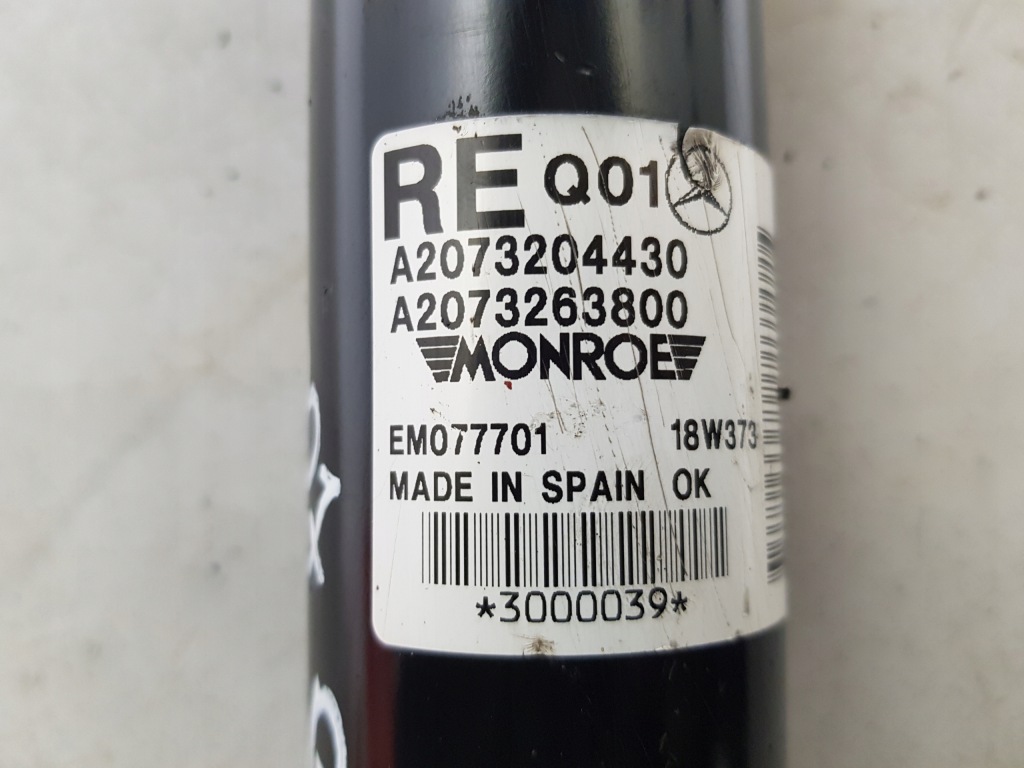 RE Q01
A2073204430
A2073263800
MONROE
EM077701 18W373
MADE IN SPAIN OK
*3000039*